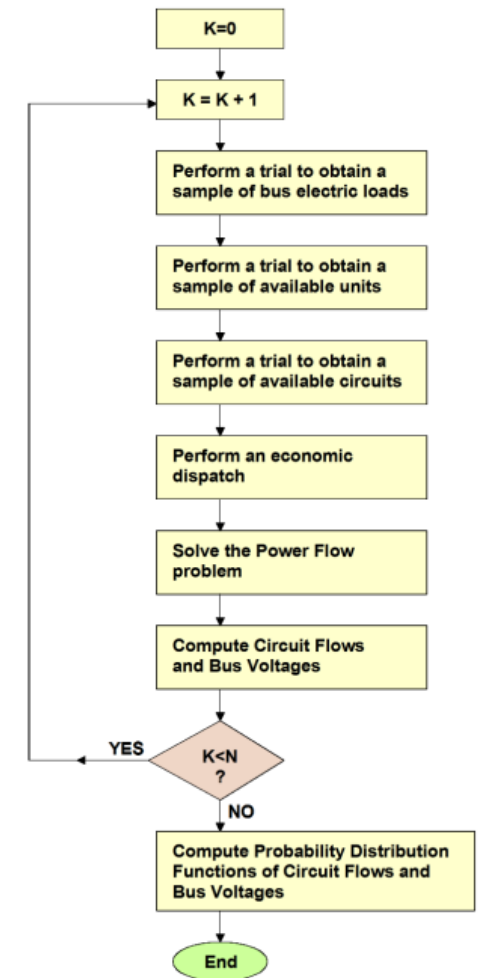 K=0
K = K + 1
Perform a trial to obtain a
sample of bus electric loads
Perform a trial to obtain a
sample of available units
Perform a trial to obtain a
sample of available circuits
Perform an economic
dispatch
Solve the Power Flow
problem
Compute Circuit Flows
and Bus Voltages
YES
K<N
?
NO
Compute Probability Distribution
Functions of Circuit Flows and
Bus Voltages
End